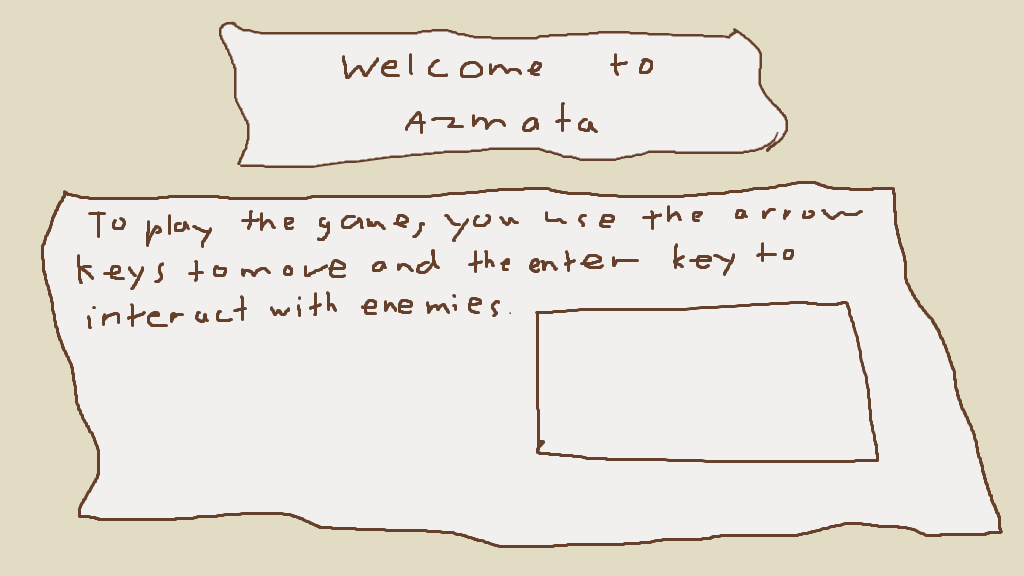 Welcome to
Azmata
To play the game, you use the arrow
keys to move and the enter key to
interact with enemies.